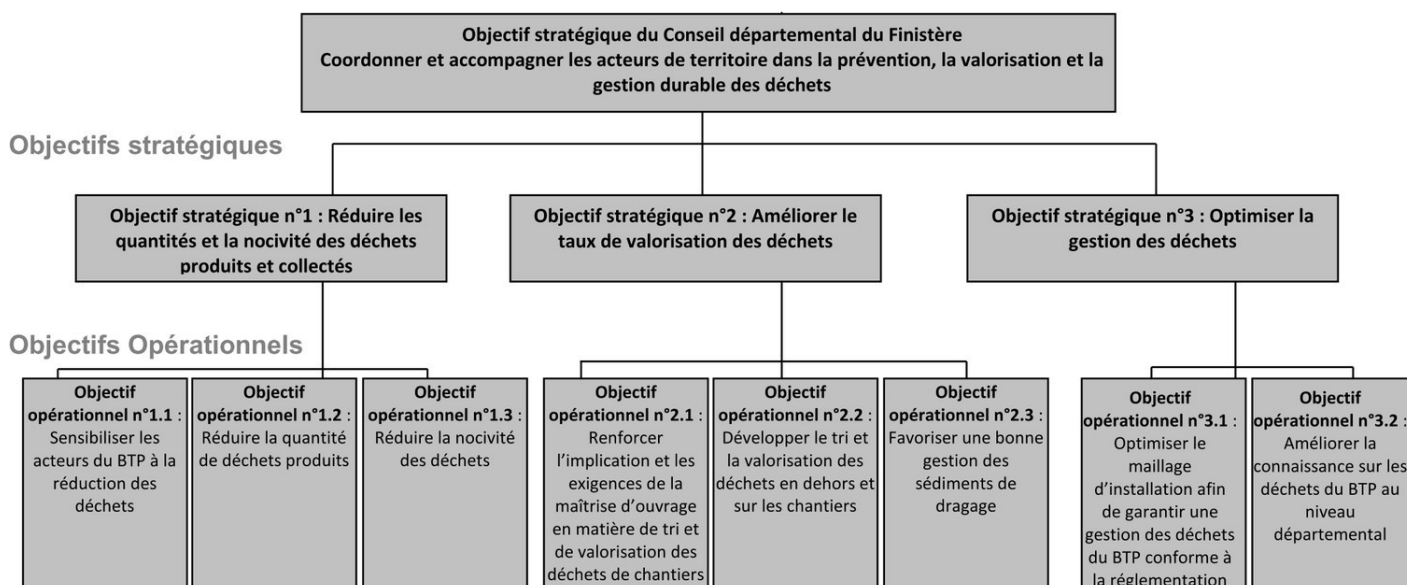 Objectif stratégique du Conseil départemental du Finistère
Coordonner et accompagner les acteurs de territoire dans la prévention, la valorisation et la
gestion durable des déchets
Objectifs stratégiques
Objectif stratégique n°1 : Réduire les
quantités et la nocivité des déchets
produits et collectés
Objectif stratégique n°2 : Améliorer le
taux de valorisation des déchets
Objectif stratégique n°3 : Optimiser la
gestion des déchets
Objectifs Opérationnels
Objectif
opérationnel n°1.1 :
Sensibiliser les
acteurs du BTP à la
réduction des
déchets
Objectif
opérationnel n°1.2 :
Réduire la quantité
de déchets produits
Objectif
opérationnel n°1.3 :
Réduire la nocivité
des déchets
Objectif
opérationnel n°2.1 :
Renforcer
l'implication et les
exigences de la
maîtrise d'ouvrage
en matière de tri et
de valorisation des
déchets de chantiers
Objectif
opérationnel n°2.2 :
Développer le tri et
la valorisation des
déchets en dehors et
sur les chantiers
Objectif
opérationnel n°2.3 :
Favoriser une bonne
gestion des
sédiments de
dragage
Objectif
opérationnel n°3.1 :
Optimiser le
maillage
d'installation afin
de garantir une
gestion des déchets
du BTP conforme à
la réglementation
Objectif
opérationnel n°3.2 :
Améliorer la
connaissance sur les
déchets du BTP au
niveau
départemental